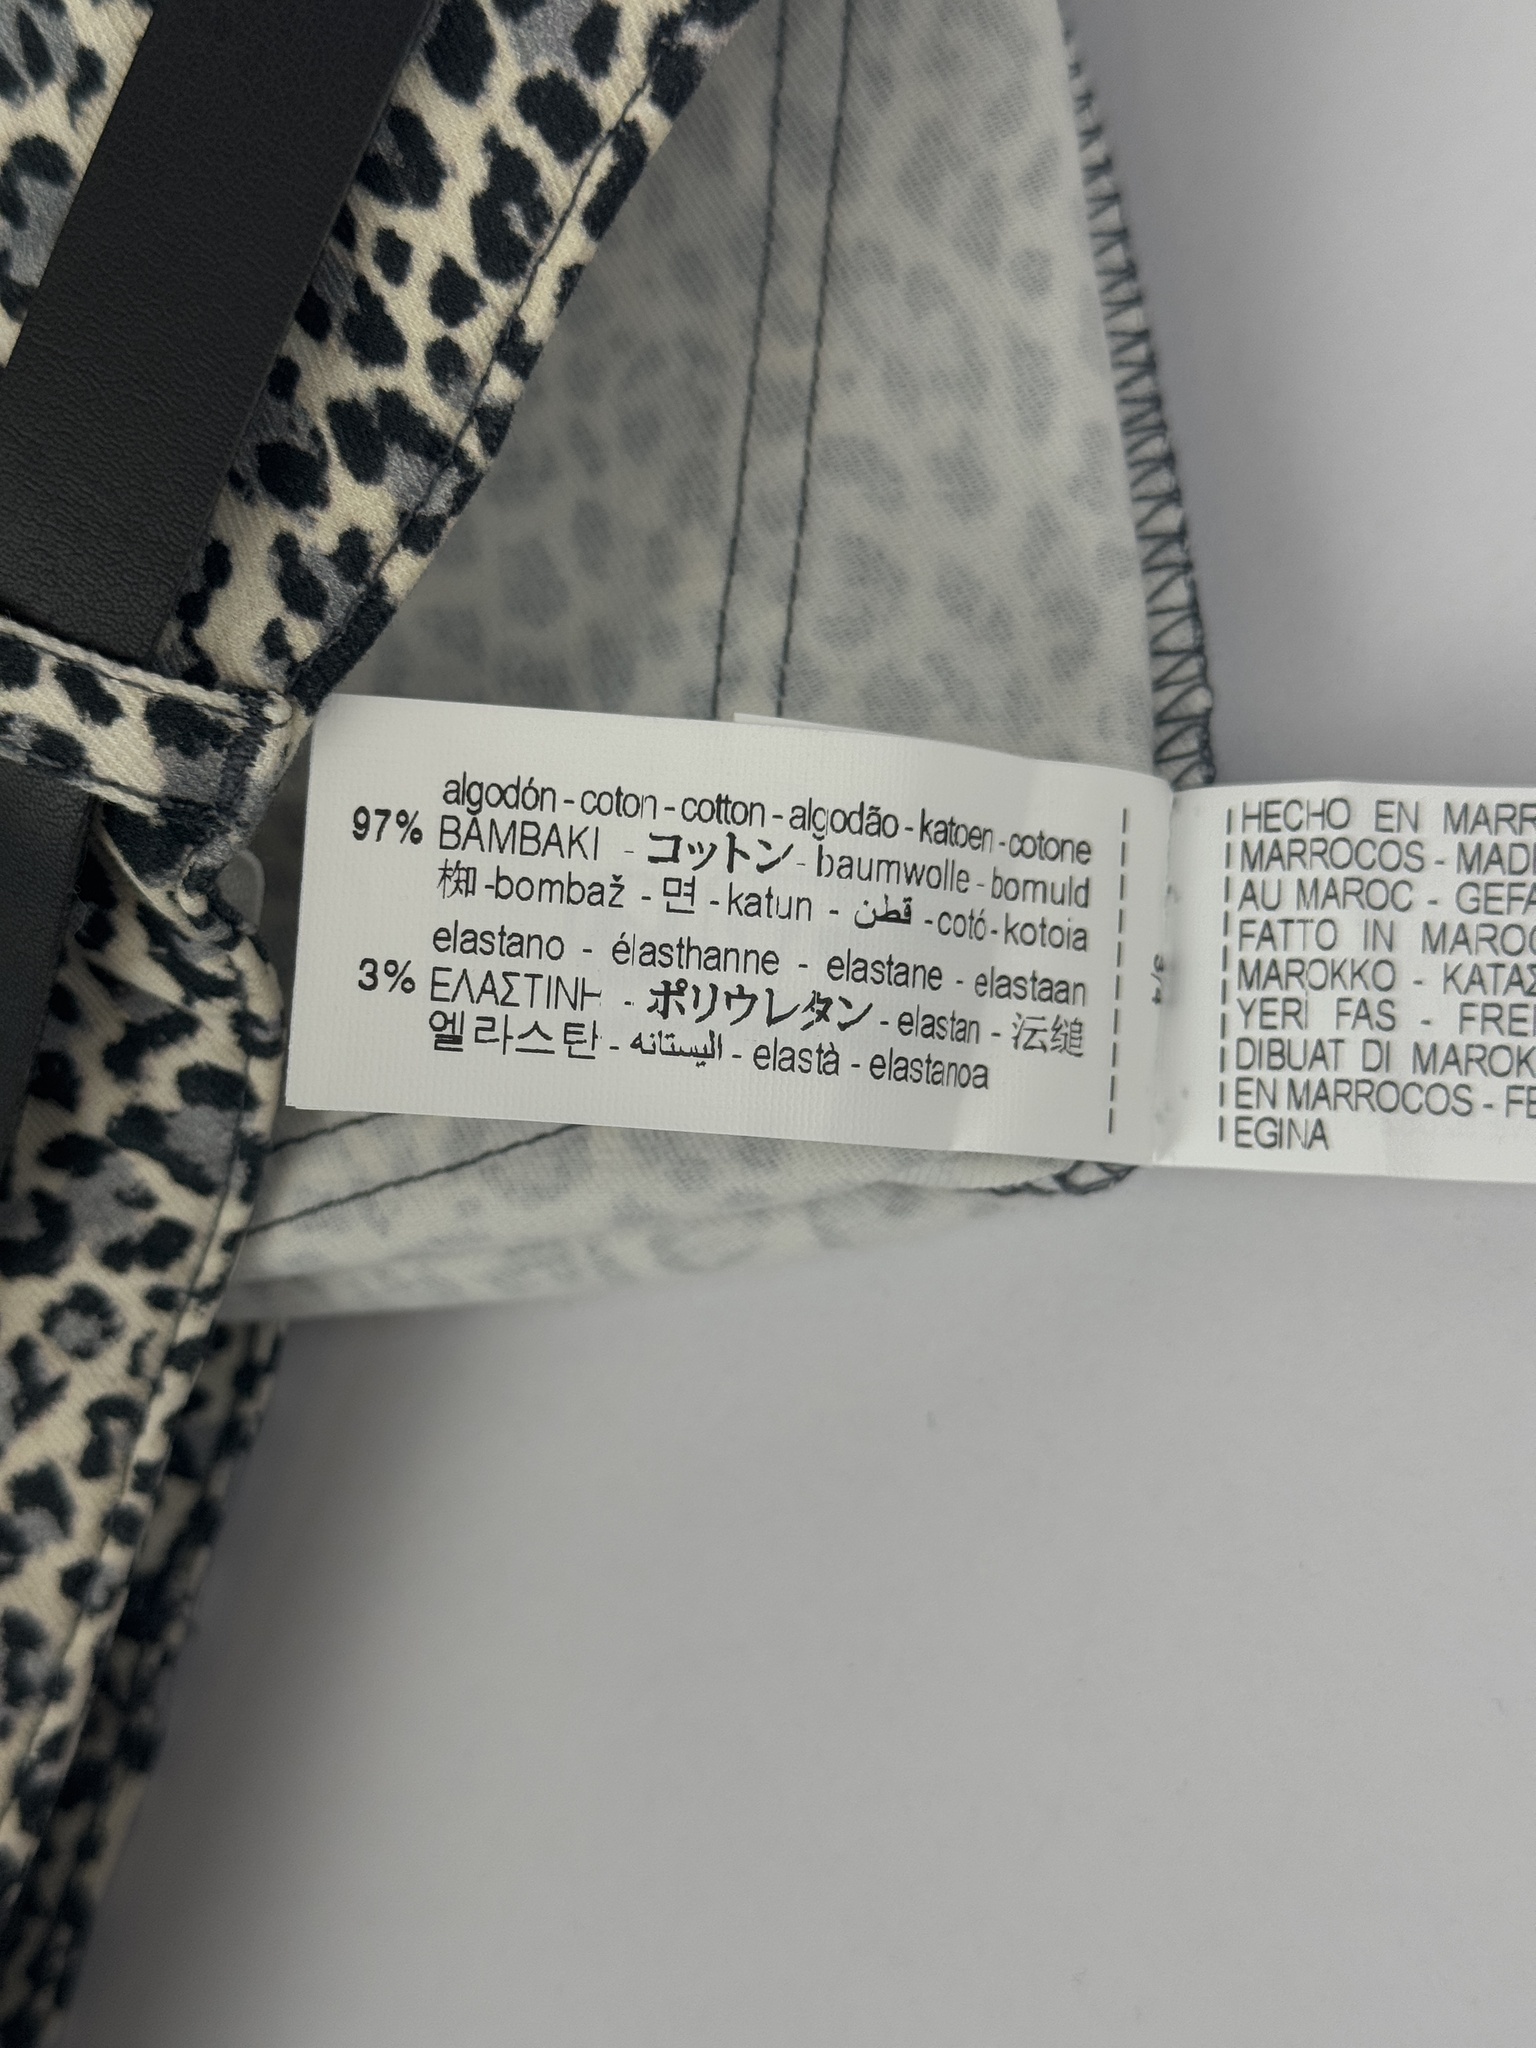 algodón - coton - cotton - algodão - katoen - cotone
97% BAMBAKI - コットン - baumwolle - bomuld
-bombaž - 면 - katun - قطن - cotó - kotoia
elastano - élasthanne - elastane - elastaan
3% ΕΛΑΣΤΙΝΗ - ポリウレタン - elastan -
엘라스탄 - اليستانه - elastà - elastanoa
3/4
HECHO EN MARR
MARROCOS - MADE
AU MAROC - GEFA
FATTO IN MAROC
MAROKKO - ΚΑΤΑΣ
YERİ FAS - FRE
DIBUAT DI MAROK
EN MARROCOS - FE
EGINA